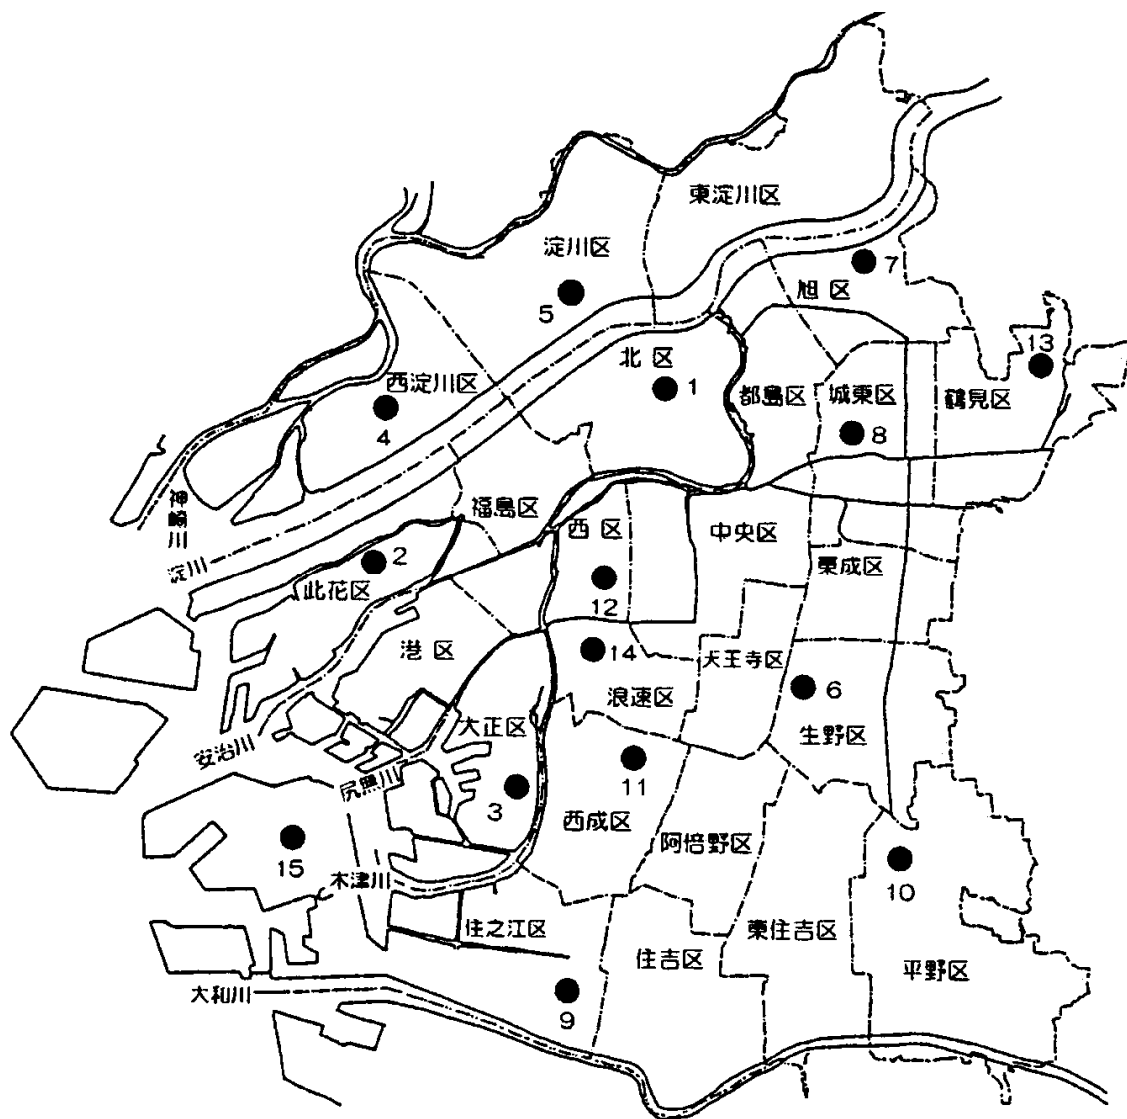 東淀川区
淀川区
5
7
旭区
13
北区
1
西淀川区
4
都島区
城東区
8
鶴見区
神崎川
淀川
福島区
西区
12
中央区
東成区
2
此花区
港区
14
浪速区
天王寺区
6
生野区
大正区
3
安治川
尻無川
11
西成区
阿倍野区
10
15
木津川
住之江区
住吉区
東住吉区
平野区
大和川
9